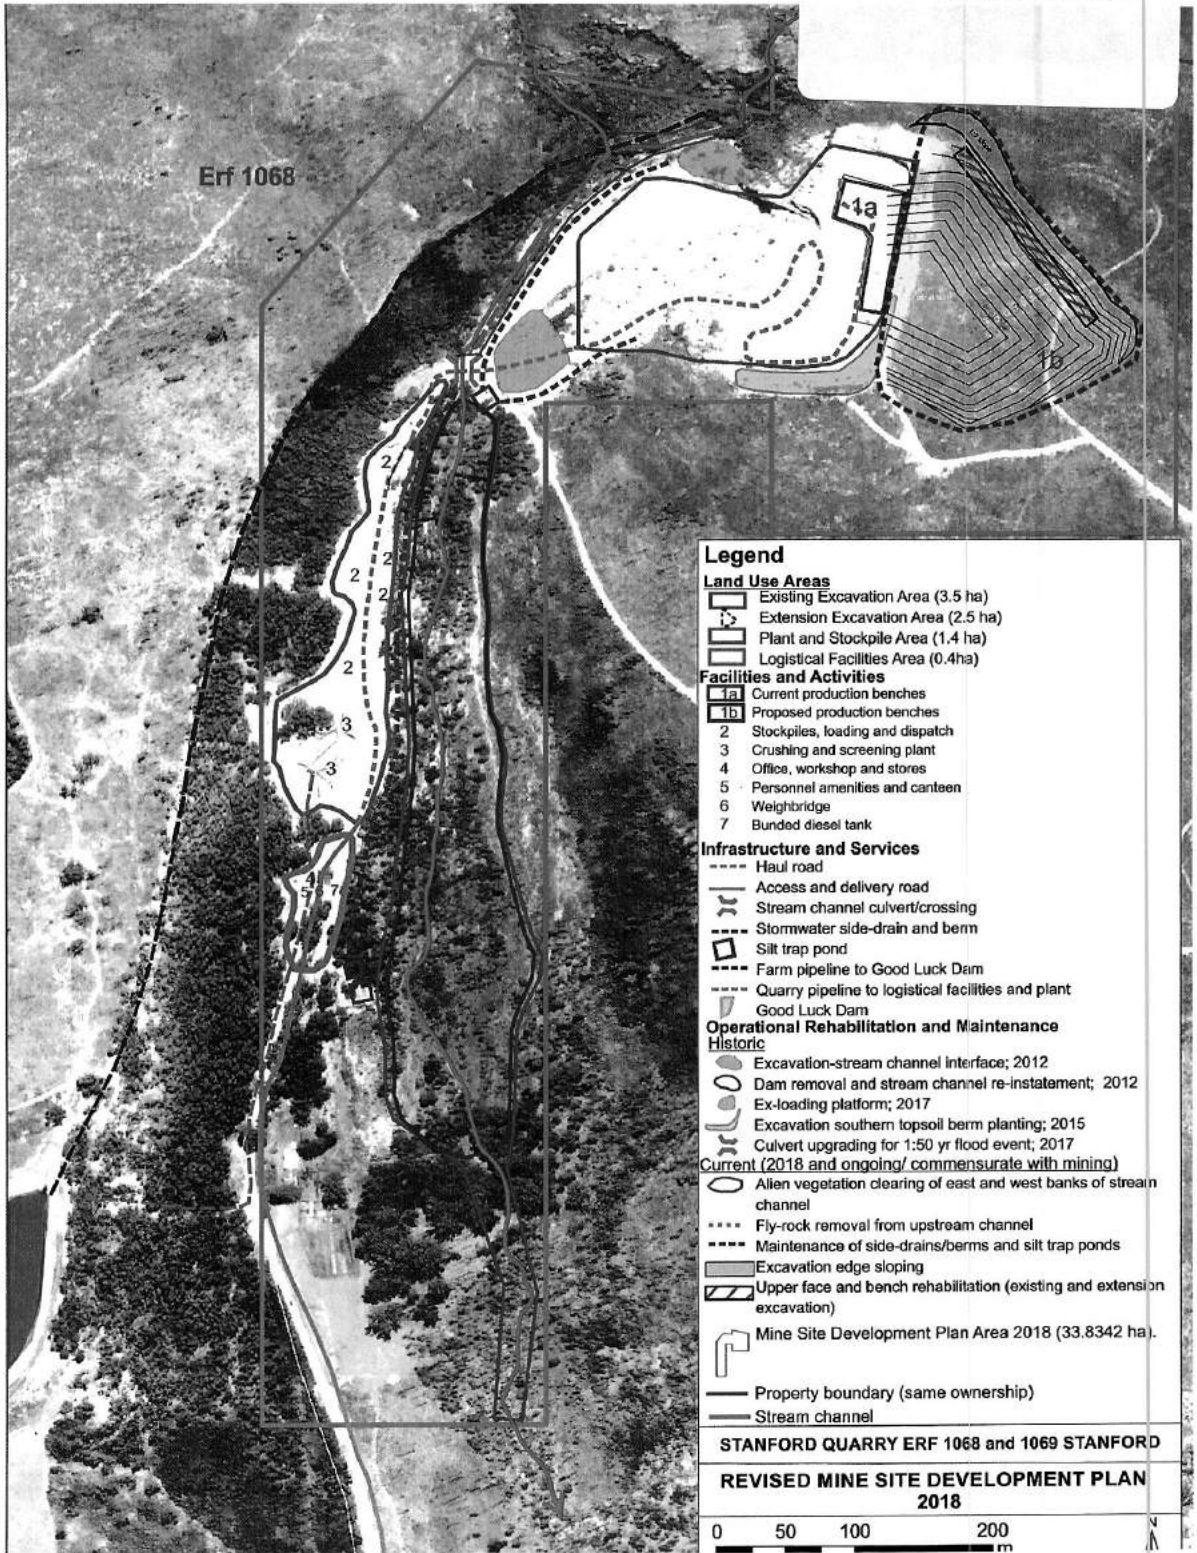 Erf 1068
1:3 slope
1a
1b
2
2
2
2
2
3
3
4
5
6
7
Legend
Land Use Areas
Existing Excavation Area (3.5 ha)
Extension Excavation Area (2.5 ha)
Plant and Stockpile Area (1.4 ha)
Logistical Facilities Area (0.4ha)
Facilities and Activities
1a Current production benches
1b Proposed production benches
2 Stockpiles, loading and dispatch
3 Crushing and screening plant
4 Office, workshop and stores
5 Personnel amenities and canteen
6 Weighbridge
7 Bunded diesel tank
Infrastructure and Services
Haul road
Access and delivery road
Stream channel culvert/crossing
Stormwater side-drain and berm
Silt trap pond
Farm pipeline to Good Luck Dam
Quarry pipeline to logistical facilities and plant
Good Luck Dam
Operational Rehabilitation and Maintenance
Historic
Excavation-stream channel interface; 2012
Dam removal and stream channel re-instatement; 2012
Ex-loading platform; 2017
Excavation southern topsoil berm planting; 2015
Culvert upgrading for 1:50 yr flood event; 2017
Current (2018 and ongoing/ commensurate with mining)
Alien vegetation clearing of east and west banks of stream
channel
Fly-rock removal from upstream channel
Maintenance of side-drains/berms and silt trap ponds
Excavation edge sloping
Upper face and bench rehabilitation (existing and extension
excavation)
Mine Site Development Plan Area 2018 (33.8342 ha).
Property boundary (same ownership)
Stream channel
STANFORD QUARRY ERF 1068 and 1069 STANFORD
REVISED MINE SITE DEVELOPMENT PLAN
2018
0 50 100 200
m
N